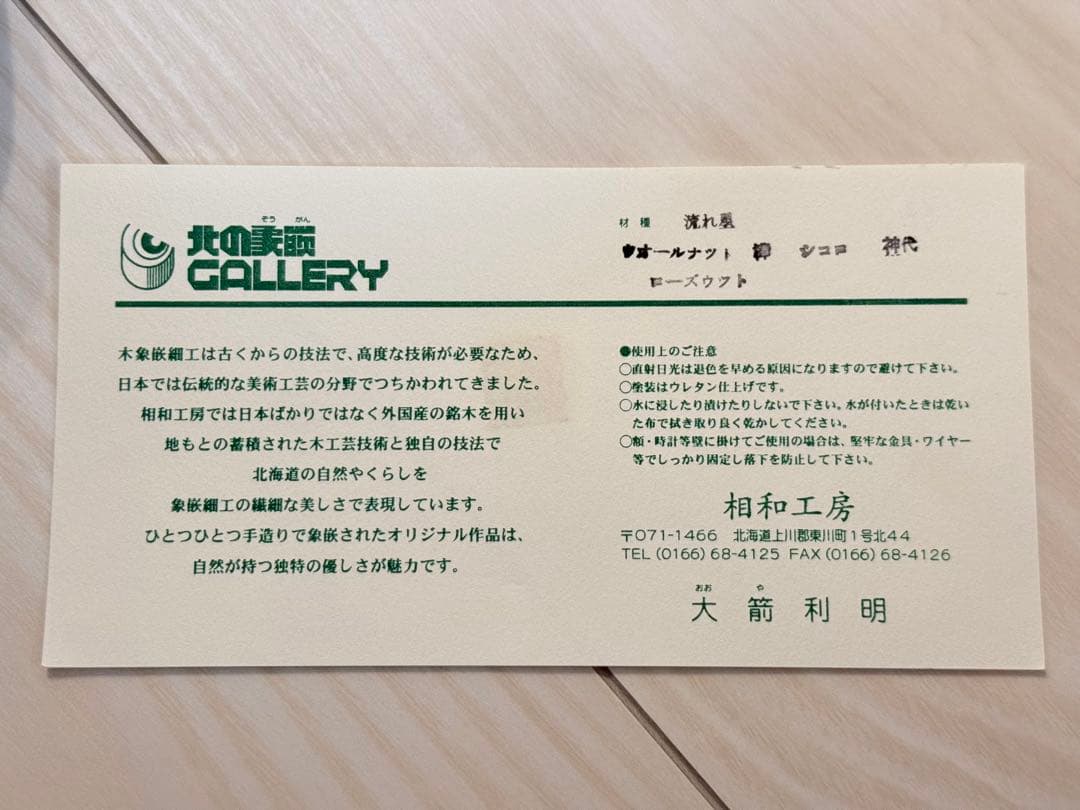 ぞうがん
北の象嵌
GALLERY
木象嵌細工は古くからの技法で、高度な技術が必要なため、
日本では伝統的な美術工芸の分野でつちかわれてきました。
相和工房では日本ばかりではなく外国産の銘木を用い
地もとの蓄積された木工芸技術と独自の技法で
北海道の自然やくらしを
象嵌細工の繊細な美しさで表現しています。
ひとつひとつ手造りで象嵌されたオリジナル作品は、
自然が持つ独特の優しさが魅力です。
材種 流れ型
ウオールナット シココロ 神代
ローズウット
●使用上のご注意
○直射日光は退色を早める原因になりますので避けて下さい。
○塗装はウレタン仕上げです。
○水に浸したり漬けたりしないで下さい。水が付いたときは乾い
た布で拭き取り良く乾かしてください。
○額・時計等壁に掛けてご使用の場合は、堅牢な金具・ワイヤー
等でしっかり固定し落下を防止して下さい。
相和工房
〒071-1466 北海道上川郡東川町1号北44
TEL (0166) 68-4125 FAX (0166) 68-4126
おお や
大箭利明